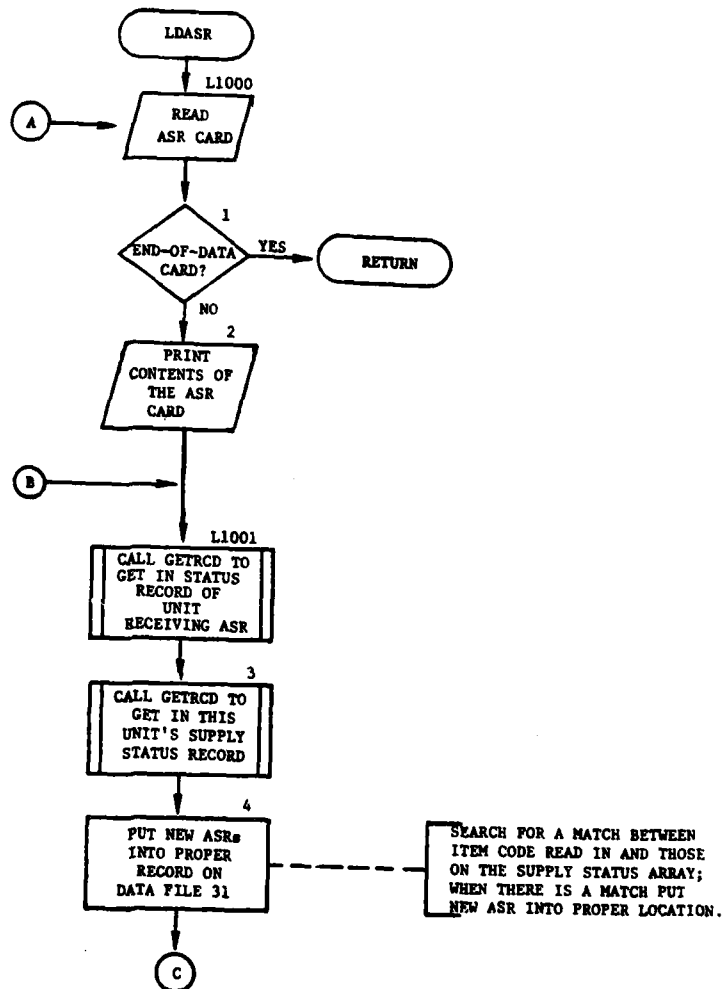 LDASR
L1000
A
READ
ASR CARD
1
END-OF-DATA
CARD?
YES
RETURN
NO
2
PRINT
CONTENTS OF
THE ASR
CARD
B
L1001
CALL GETRCD TO
GET IN STATUS
RECORD OF
UNIT
RECEIVING ASR
3
CALL GETRCD TO
GET IN THIS
UNIT'S SUPPLY
STATUS RECORD
4
PUT NEW ASRs
INTO PROPER
RECORD ON
DATA FILE 31
SEARCH FOR A MATCH BETWEEN
ITEM CODE READ IN AND THOSE
ON THE SUPPLY STATUS ARRAY;
WHEN THERE IS A MATCH PUT
NEW ASR INTO PROPER LOCATION.
C